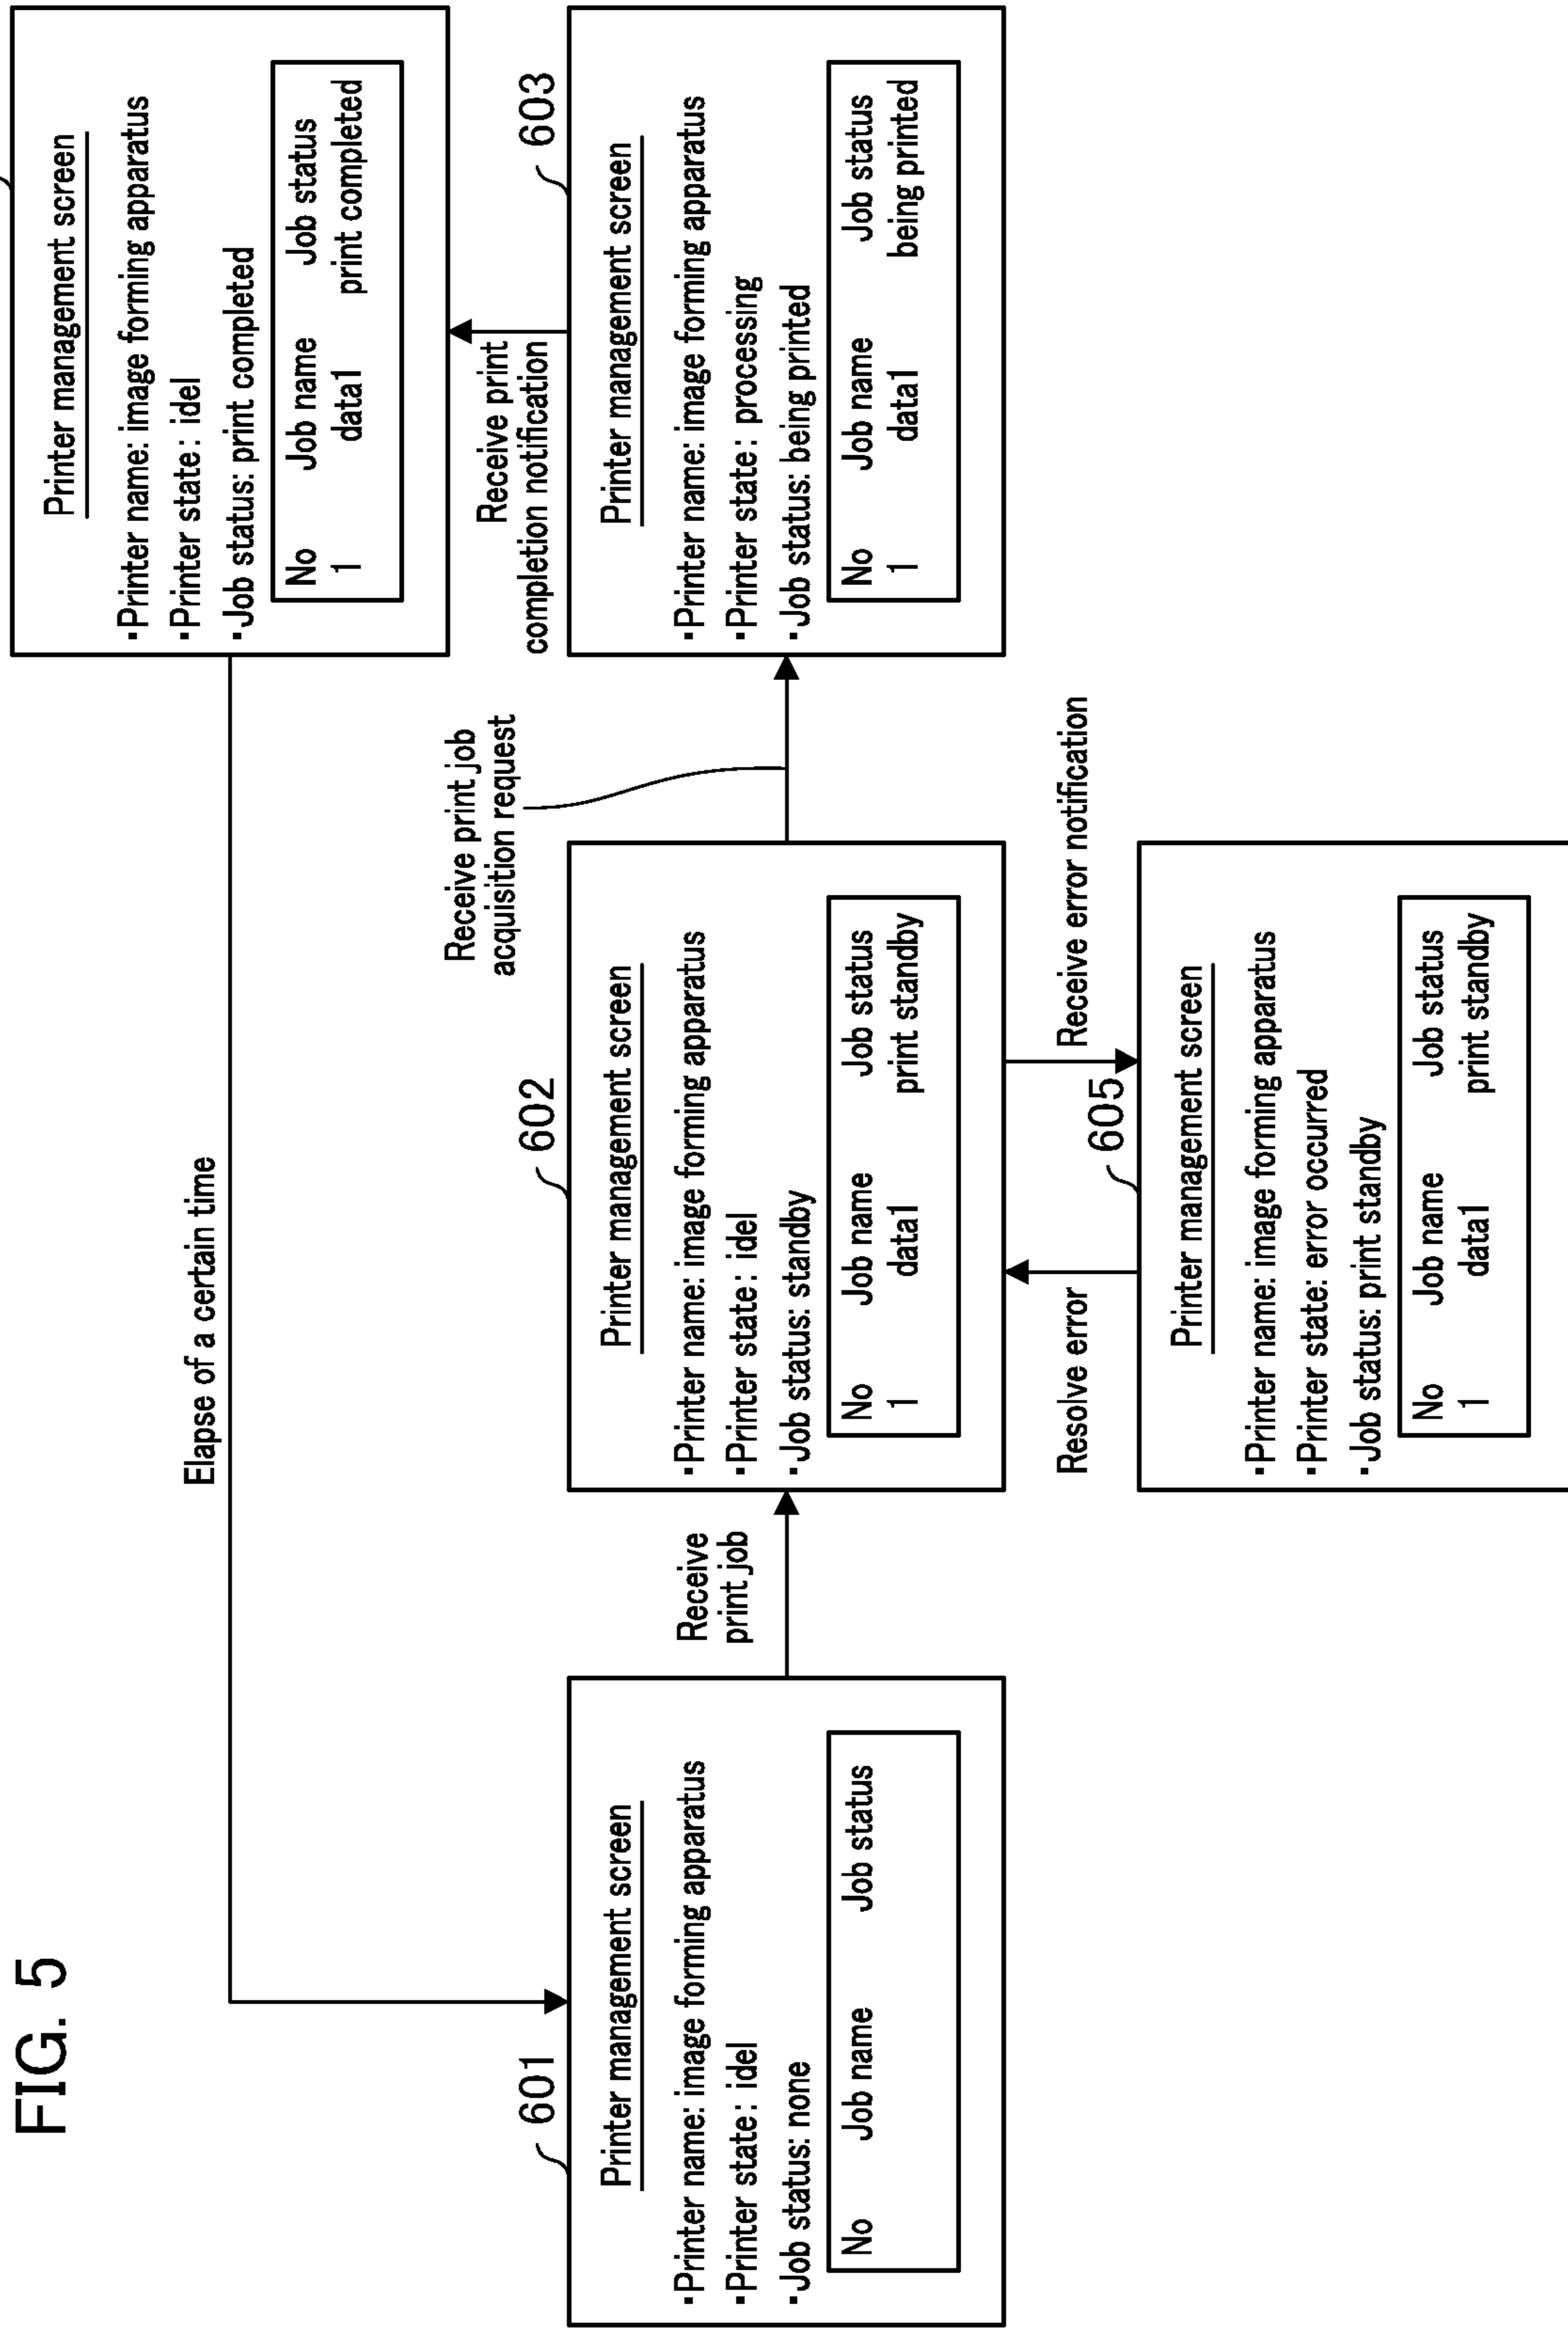 FIG. 5
Elapse of a certain time
Printer management screen
・Printer name: image forming apparatus
・Printer state : idel
・Job status: print completed
No Job name Job status
1 data1 print completed
Receive print
completion notification
601
Printer management screen
・Printer name: image forming apparatus
・Printer state : idel
・Job status: none
No Job name Job status
Receive
print job
602
Printer management screen
・Printer name: image forming apparatus
・Printer state : idel
・Job status: standby
No Job name Job status
1 data1 print standby
Receive print job
acquisition request
603
Printer management screen
・Printer name: image forming apparatus
・Printer state : processing
・Job status: being printed
No Job name Job status
1 data1 being printed
Resolve error
Receive error notification
605
Printer management screen
・Printer name: image forming apparatus
・Printer state: error occurred
・Job status: print standby
No Job name Job status
1 data1 print standby